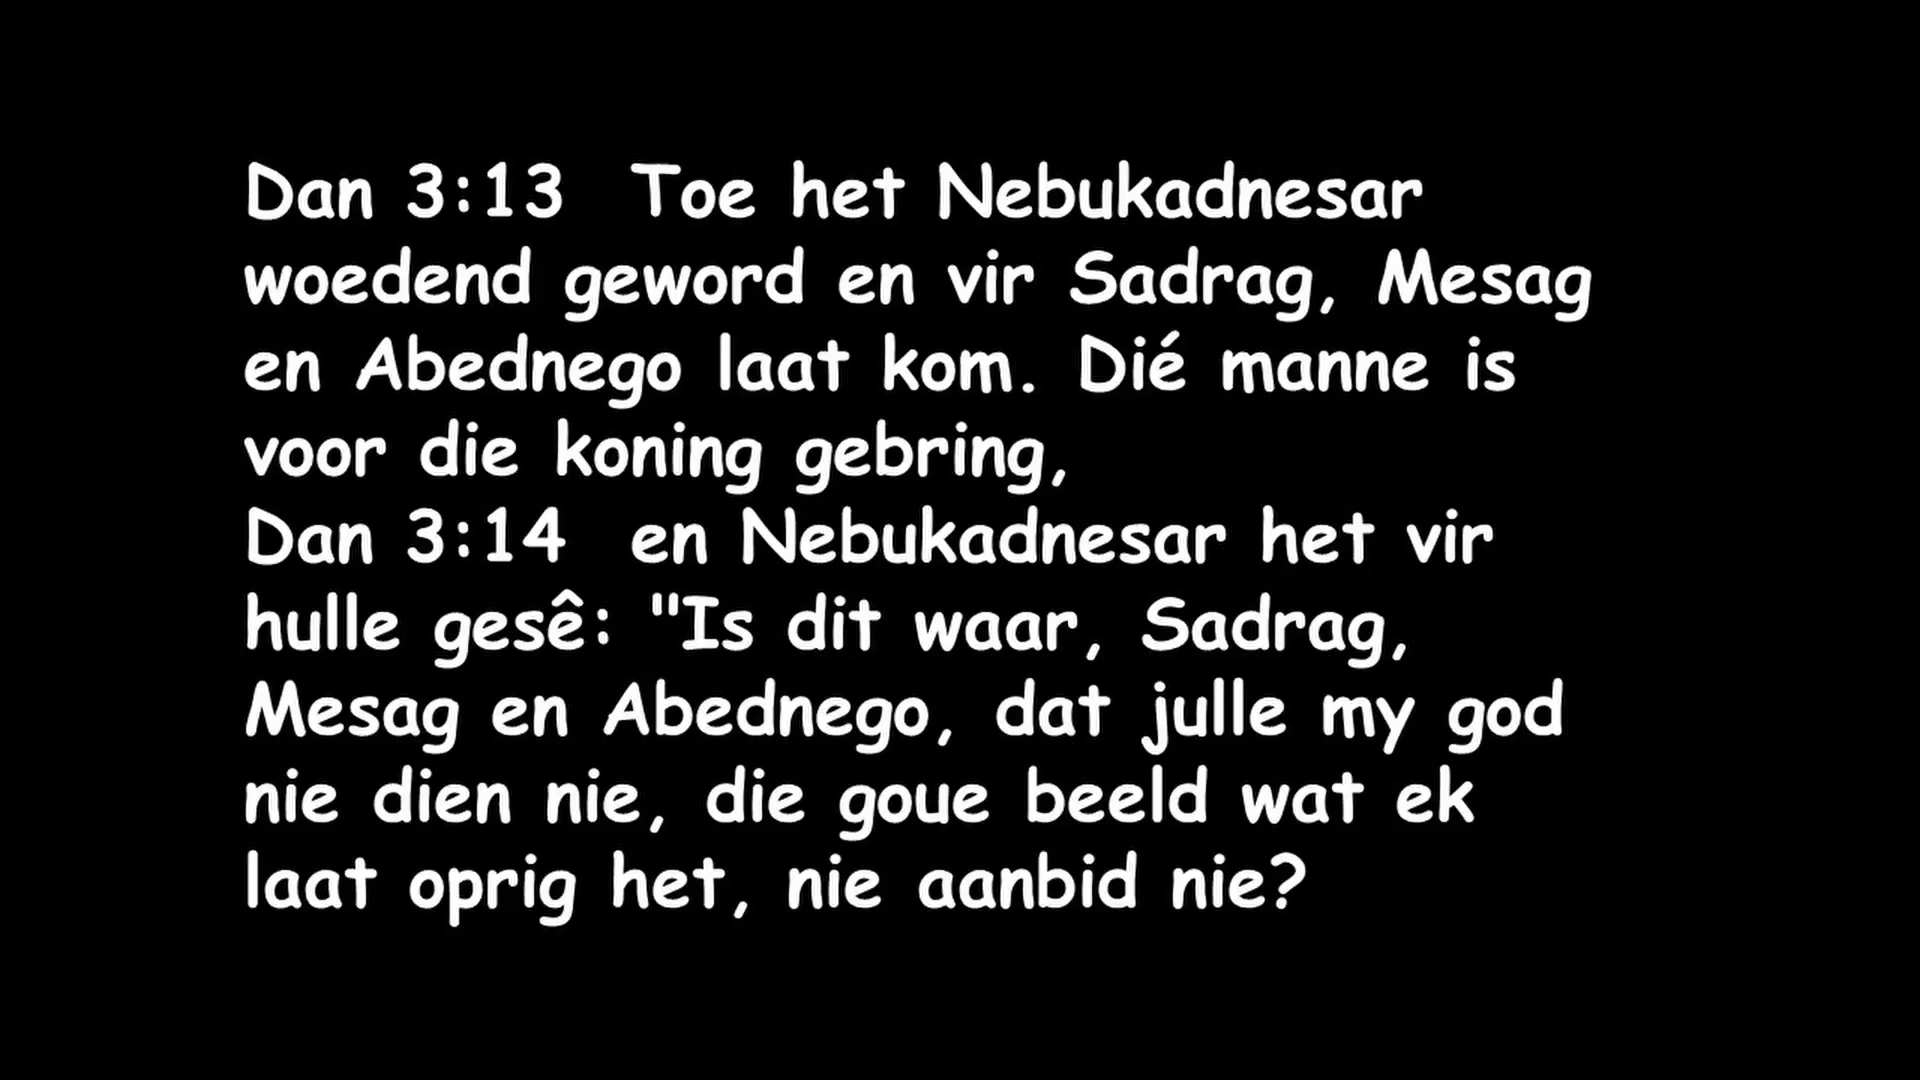 Dan 3:13  Toe het Nebukadnesar
woedend geword en vir Sadrag, Mesag
en Abednego laat kom. Dié manne is
voor die koning gebring,
Dan 3:14  en Nebukadnesar het vir
hulle gesê: "Is dit waar, Sadrag,
Mesag en Abednego, dat julle my god
nie dien nie, die goue beeld wat ek
laat oprig het, nie aanbid nie?